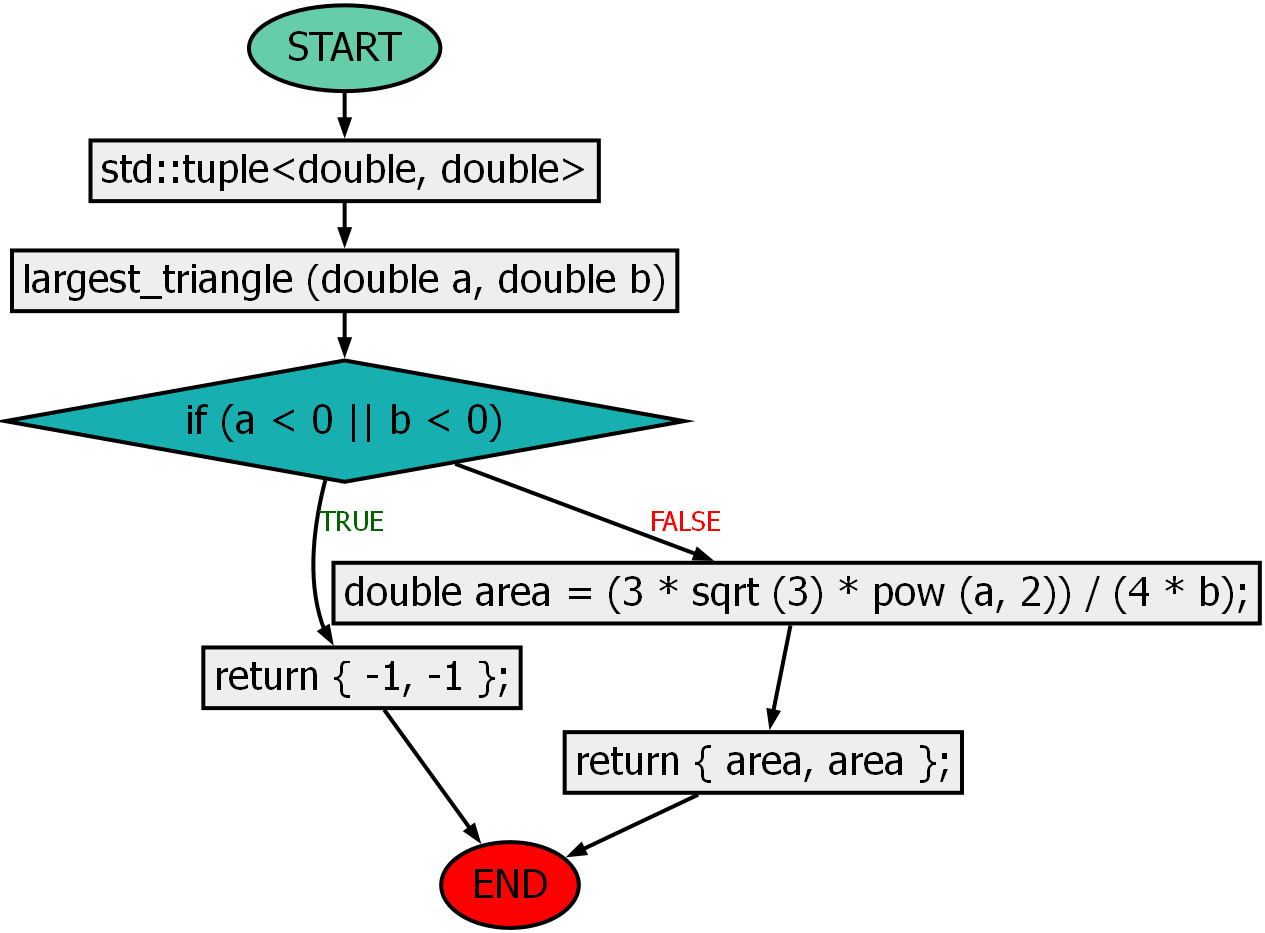 START
std::tuple<double, double>
largest_triangle (double a, double b)
if (a < 0 || b < 0)
TRUE
FALSE
double area = (3 * sqrt (3) * pow (a, 2)) / (4 * b);
return { -1, -1 };
return { area, area };
END